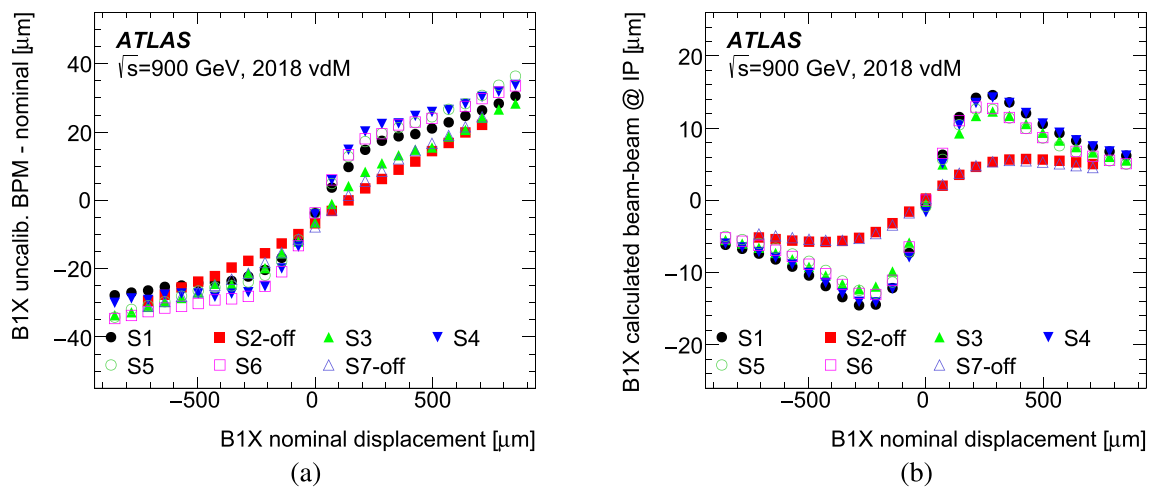 B1X uncalib. BPM - nominal [μm]
ATLAS
√s=900 GeV, 2018 vdM
40
20
0
−20
−40
S1 S2-off S3 S4
S5 S6 S7-off
−500 0 500
B1X nominal displacement [μm]
(a)
B1X calculated beam-beam @ IP [μm]
ATLAS
√s=900 GeV, 2018 vdM
20
10
0
−10
−20
S1 S2-off S3 S4
S5 S6 S7-off
−500 0 500
B1X nominal displacement [μm]
(b)